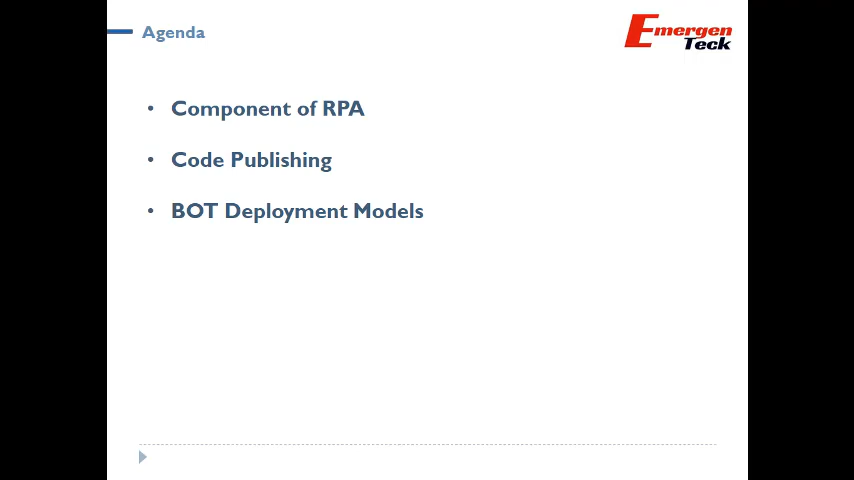 Agenda
Emergen
Teck
• Component of RPA
• Code Publishing
• BOT Deployment Models